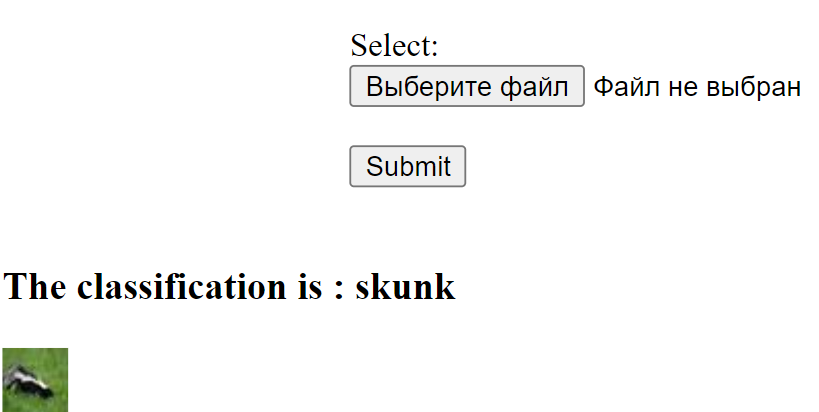 Select:
Выберите файл Файл не выбран
Submit
The classification is : skunk